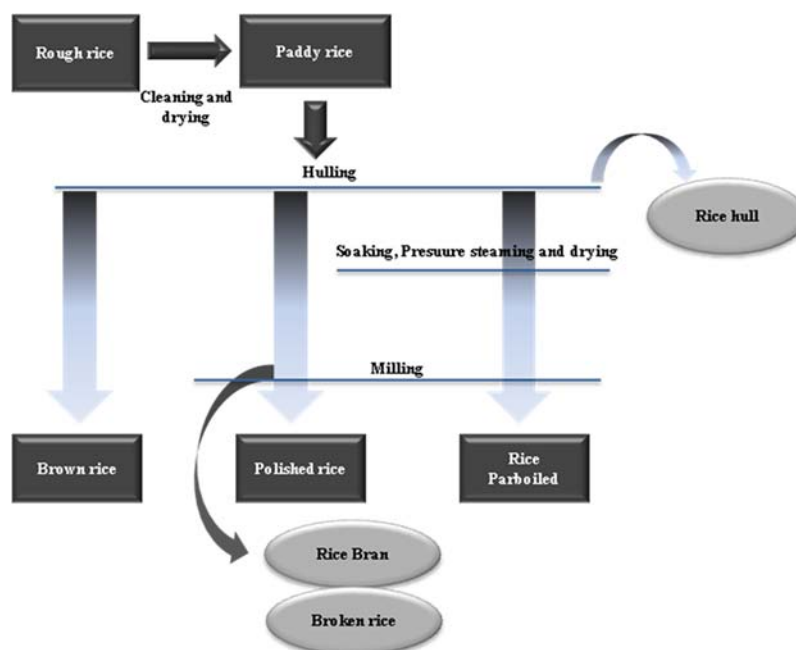 Rough rice
Paddy rice
Cleaning and
drying
Hulling
Rice hull
Soaking, Presuure steaming and drying
Milling
Brown rice
Polished rice
Rice
Parboiled
Rice Bran
Broken rice